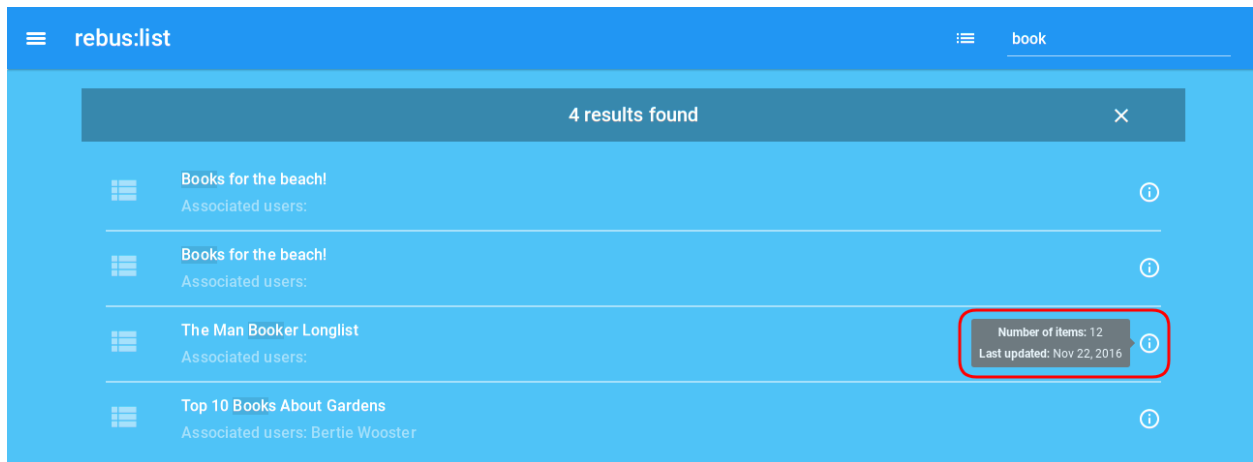 rebus:list
book
4 results found
Books for the beach!
Associated users:
Books for the beach!
Associated users:
The Man Booker Longlist
Associated users:
Number of items: 12
Last updated: Nov 22, 2016
Top 10 Books About Gardens
Associated users: Bertie Wooster